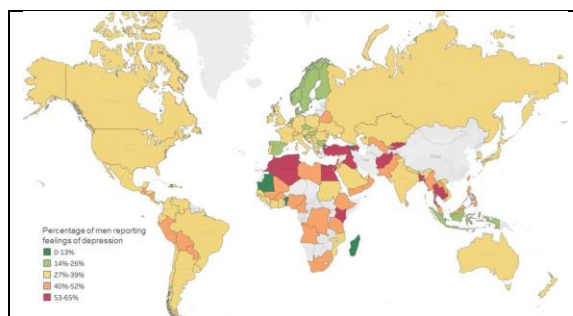 Percentage of men reporting
feelings of depression
0-13%
14%-26%
27%-39%
40%-52%
53-65%